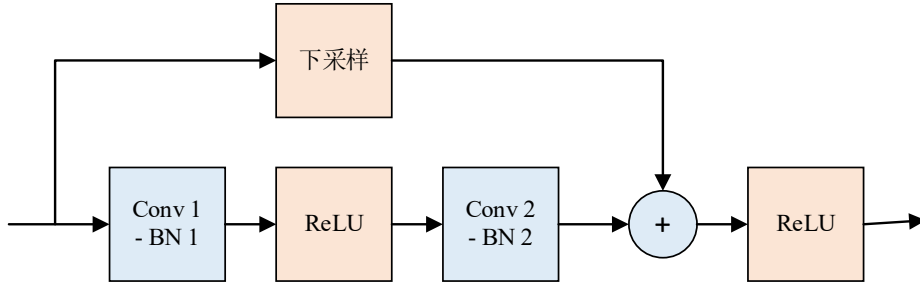 下采样
Conv 1
- BN 1
ReLU
Conv 2
- BN 2
+
ReLU